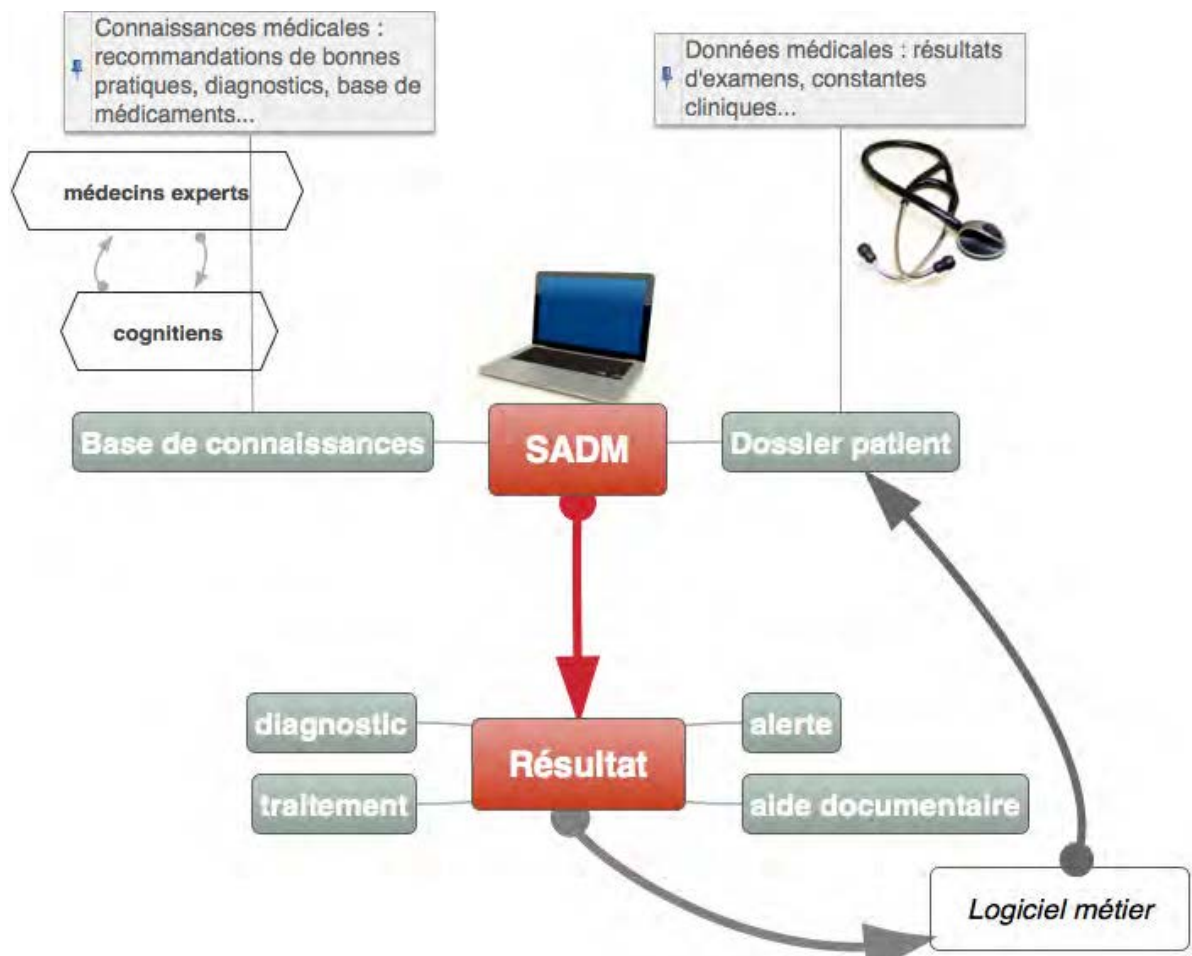 Connaissances médicales :
recommandations de bonnes
pratiques, diagnostics, base de
médicaments...
Données médicales : résultats
d'examens, constantes
cliniques...
médecins experts
cognitiens
Base de connaissances
SADM
Dossier patient
diagnostic
alerte
Résultat
traitement
aide documentaire
Logiciel métier